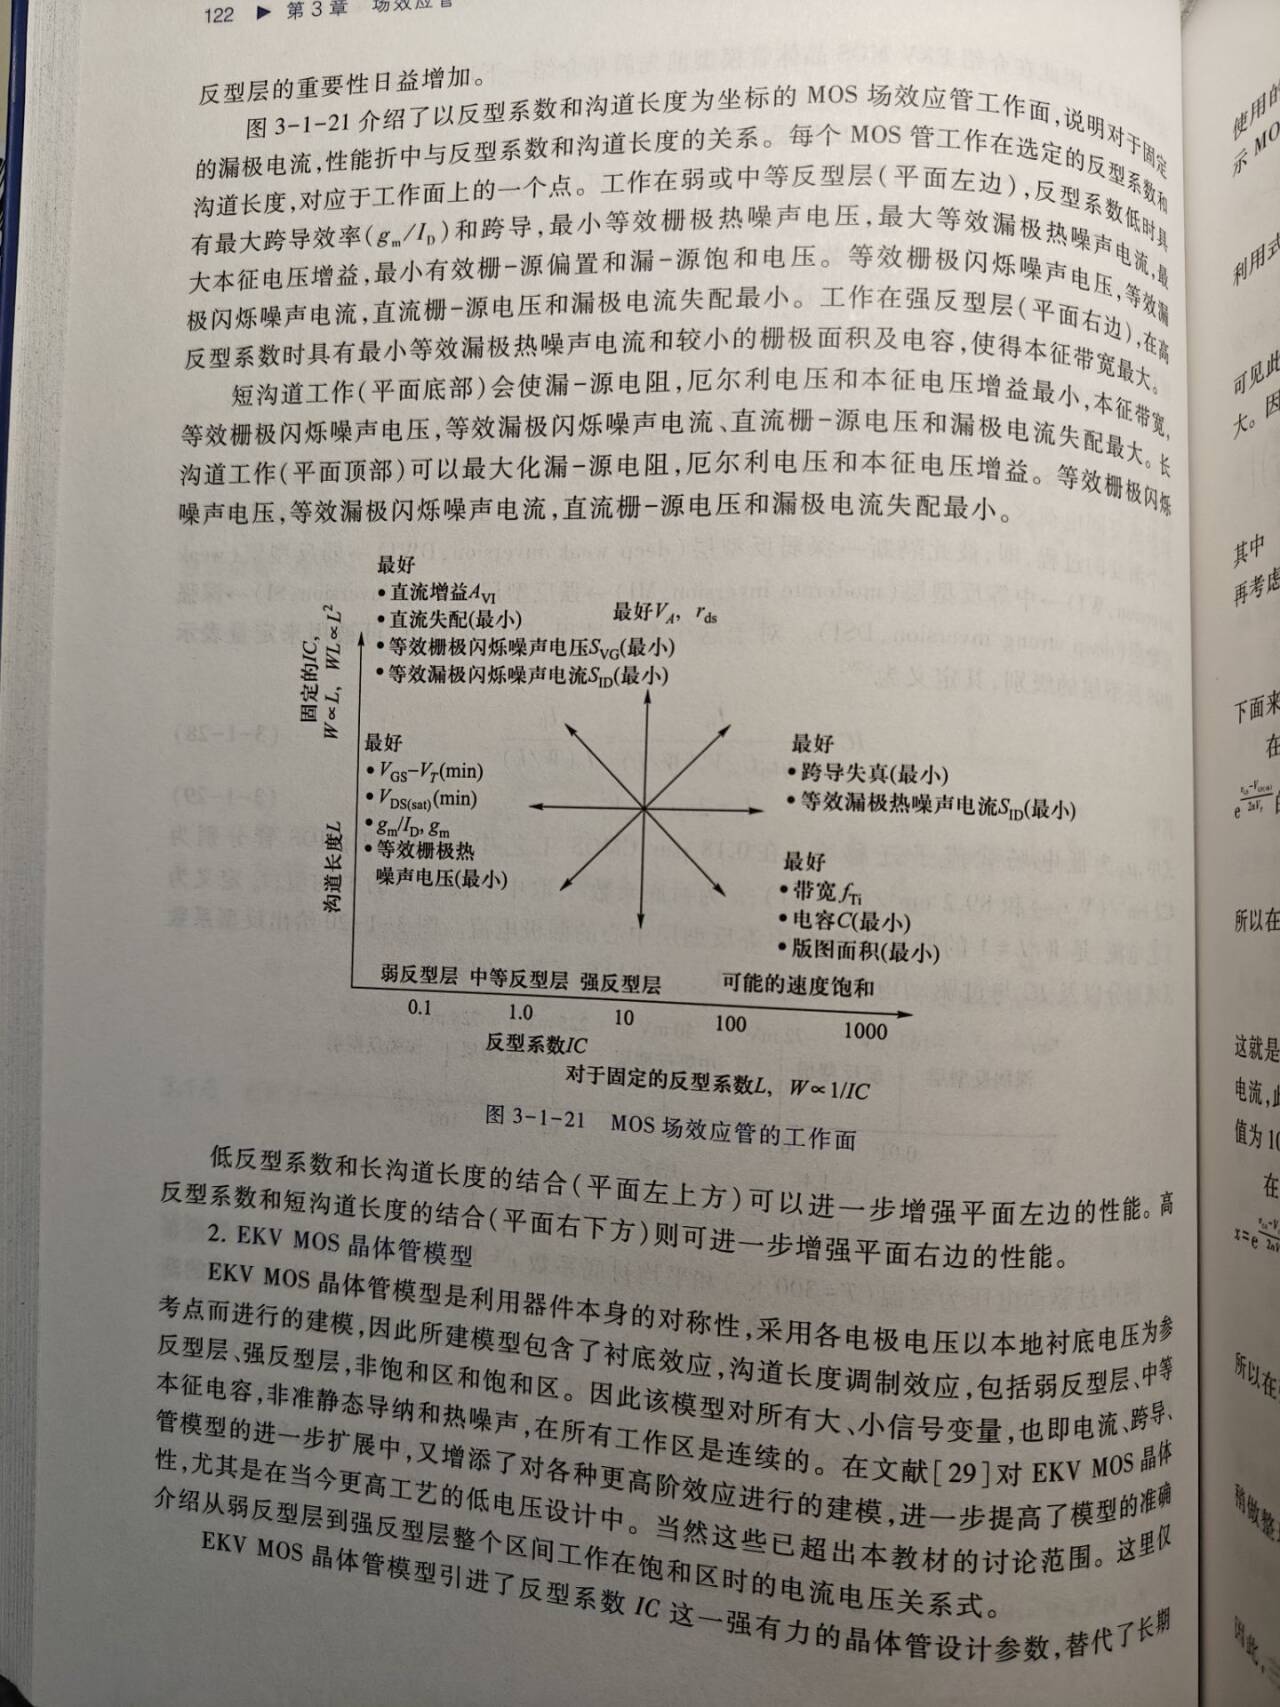 122 ▶ 第3章 场效应管
反型层的重要性日益增加。
图 3-1-21 介绍了以反型系数和沟道长度为坐标的 MOS 场效应管工作面,说明对于固定
的漏极电流,性能折中与反型系数和沟道长度的关系。每个 MOS 管工作在选定的反型系数和
沟道长度,对应于工作面上的一个点。工作在弱或中等反型层(平面左边),反型系数低时具
有最大跨导效率(gm/ID)和跨导,最小等效栅极热噪声电压,最大等效漏极热噪声电流,最
大本征电压增益,最小有效栅-源偏置和漏-源饱和电压。等效栅极闪烁噪声电压,等效漏
极闪烁噪声电流,直流栅-源电压和漏极电流失配最小。工作在强反型层(平面右边),在高
反型系数时具有最小等效漏极热噪声电流和较小的栅极面积及电容,使得本征带宽最大。
短沟道工作(平面底部)会使漏-源电阻,厄尔利电压和本征电压增益最小,本征带宽,
等效栅极闪烁噪声电压,等效漏极闪烁噪声电流、直流栅-源电压和漏极电流失配最大。长
沟道工作(平面顶部)可以最大化漏-源电阻,厄尔利电压和本征电压增益。等效栅极闪烁
噪声电压,等效漏极闪烁噪声电流,直流栅-源电压和漏极电流失配最小。
最好
•直流增益AVI
•直流失配(最小)
•等效栅极闪烁噪声电压SVG(最小)
•等效漏极闪烁噪声电流SID(最小)
最好VA, rds
固定的IC,
W∝L, WL∝L²
沟道长度L
最好
•VGS-VT(min)
•VDS(sat)(min)
•gm/ID, gm
•等效栅极热
噪声电压(最小)
最好
•跨导失真(最小)
•等效漏极热噪声电流SID(最小)
最好
•带宽fTi
•电容C(最小)
•版图面积(最小)
弱反型层 中等反型层 强反型层 可能的速度饱和
0.1 1.0 10 100 1000
反型系数IC
对于固定的反型系数L, W∝1/IC
图 3-1-21 MOS 场效应管的工作面
低反型系数和长沟道长度的结合(平面左上方)可以进一步增强平面左边的性能。高
反型系数和短沟道长度的结合(平面右下方)则可进一步增强平面右边的性能。
2. EKV MOS 晶体管模型
EKV MOS 晶体管模型是利用器件本身的对称性,采用各电极电压以本地衬底电压为参
考点而进行的建模,因此所建模型包含了衬底效应,沟道长度调制效应,包括弱反型层、中等
反型层、强反型层,非饱和区和饱和区。因此该模型对所有大、小信号变量,也即电流、跨导、
本征电容,非准静态导纳和热噪声,在所有工作区是连续的。在文献[29]对 EKV MOS 晶体
管模型的进一步扩展中,又增添了对各种更高阶效应进行的建模,进一步提高了模型的准确
性,尤其是在当今更高工艺的低电压设计中。当然这些已超出本教材的讨论范围。这里仅
介绍从弱反型层到强反型层整个区间工作在饱和区时的电流电压关系式。
EKV MOS 晶体管模型引进了反型系数 IC 这一强有力的晶体管设计参数,替代了长期
使用的
示 MO
利用式
可见此
大。因
其中
再考虑
下面来
在
所以在
这就是
电流,此
值为 10
在
所以在
稍做整
因此,